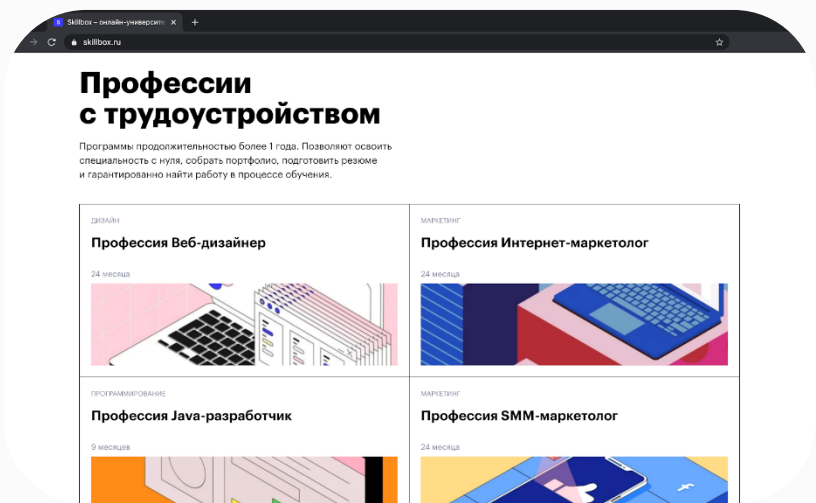 S Skillbox – онлайн-университе
skillbox.ru
Профессии
с трудоустройством
Программы продолжительностью более 1 года. Позволяют освоить
специальность с нуля, собрать портфолио, подготовить резюме
и гарантированно найти работу в процессе обучения.
ДИЗАЙН
Профессия Веб-дизайнер
24 месяца
МАРКЕТИНГ
Профессия Интернет-маркетолог
24 месяца
ПРОГРАММИРОВАНИЕ
Профессия Java-разработчик
9 месяцев
МАРКЕТИНГ
Профессия SMM-маркетолог
24 месяца